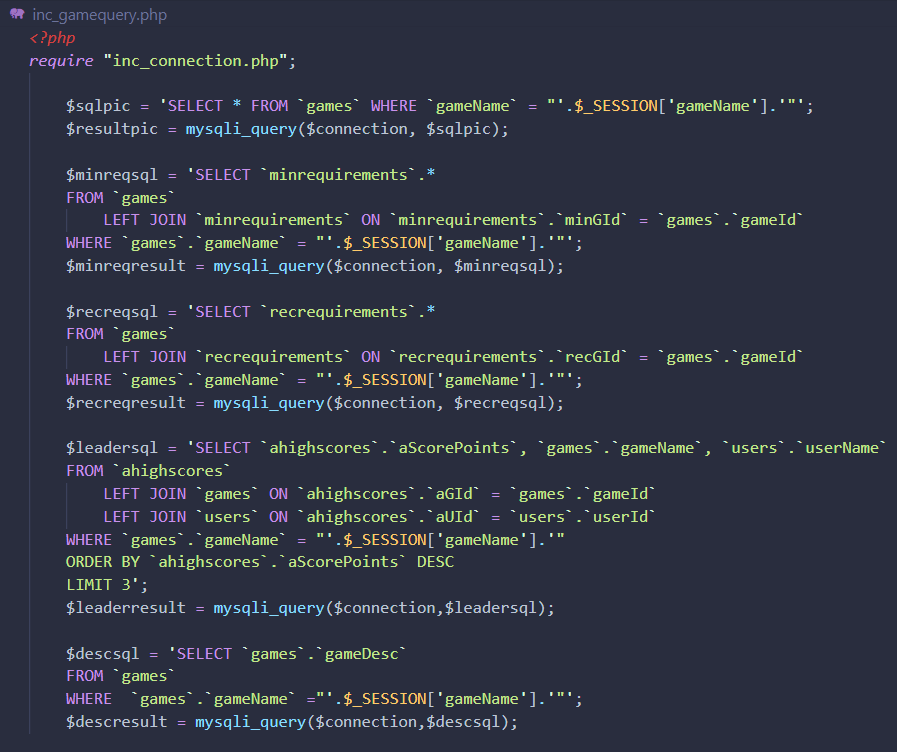 inc_gamequery.php
<?php
require "inc_connection.php";
$sqlpic = 'SELECT * FROM `games` WHERE `gameName` = "'.$_SESSION['gameName'].'"';
$resultpic = mysqli_query($connection, $sqlpic);
$minreqsql = 'SELECT `minrequirements`.*
FROM `games`
LEFT JOIN `minrequirements` ON `minrequirements`.`minGId` = `games`.`gameId`
WHERE `games`.`gameName` = "'.$_SESSION['gameName'].'"';
$minreqresult = mysqli_query($connection, $minreqsql);
$recreqsql = 'SELECT `recrequirements`.*
FROM `games`
LEFT JOIN `recrequirements` ON `recrequirements`.`recGId` = `games`.`gameId`
WHERE `games`.`gameName` = "'.$_SESSION['gameName'].'"';
$recreqresult = mysqli_query($connection, $recreqsql);
$leadersql = 'SELECT `ahighscores`.`aScorePoints`, `games`.`gameName`, `users`.`userName`
FROM `ahighscores`
LEFT JOIN `games` ON `ahighscores`.`aGId` = `games`.`gameId`
LEFT JOIN `users` ON `ahighscores`.`aUId` = `users`.`userId`
WHERE `games`.`gameName` = "'.$_SESSION['gameName'].'"
ORDER BY `ahighscores`.`aScorePoints` DESC
LIMIT 3';
$leaderresult = mysqli_query($connection,$leadersql);
$descsql = 'SELECT `games`.`gameDesc`
FROM `games`
WHERE  `games`.`gameName` ="'.$_SESSION['gameName'].'"';
$descresult = mysqli_query($connection,$descsql);